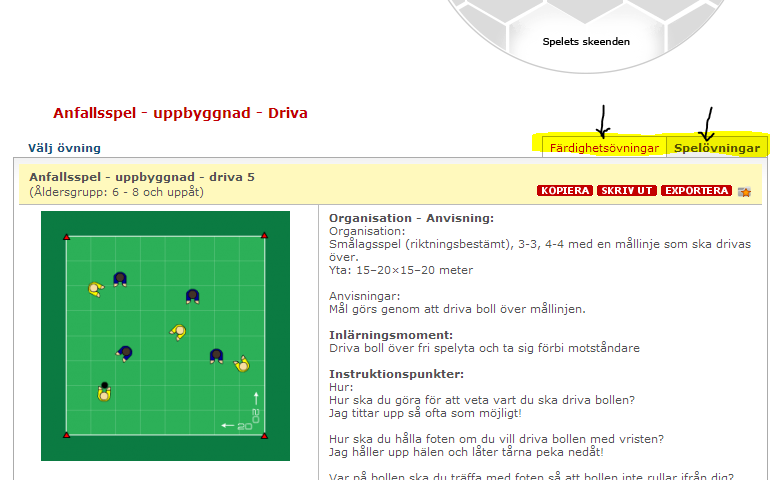 Spelets skeenden
Anfallsspel - uppbyggnad - Driva
Välj övning
Färdighetsövningar
Spelövningar
Anfallsspel - uppbyggnad - driva 5
(Åldersgrupp: 6 - 8 och uppåt)
KOPIERA SKRIV UT EXPORTERA
20
20
Organisation - Anvisning:
Organisation:
Smålagsspel (riktningsbestämt), 3-3, 4-4 med en mållinje som ska drivas
över.
Yta: 15–20×15–20 meter
Anvisningar:
Mål görs genom att driva boll över mållinjen.
Inlärningsmoment:
Driva boll över fri spelyta och ta sig förbi motståndare
Instruktionspunkter:
Hur:
Hur ska du göra för att veta vart du ska driva bollen?
Jag tittar upp så ofta som möjligt!
Hur ska du hålla foten om du vill driva bollen med vristen?
Jag håller upp hälen och låter tårna peka nedåt!
Var på bollen ska du träffa med foten så att bollen inte rullar ifrån dig?